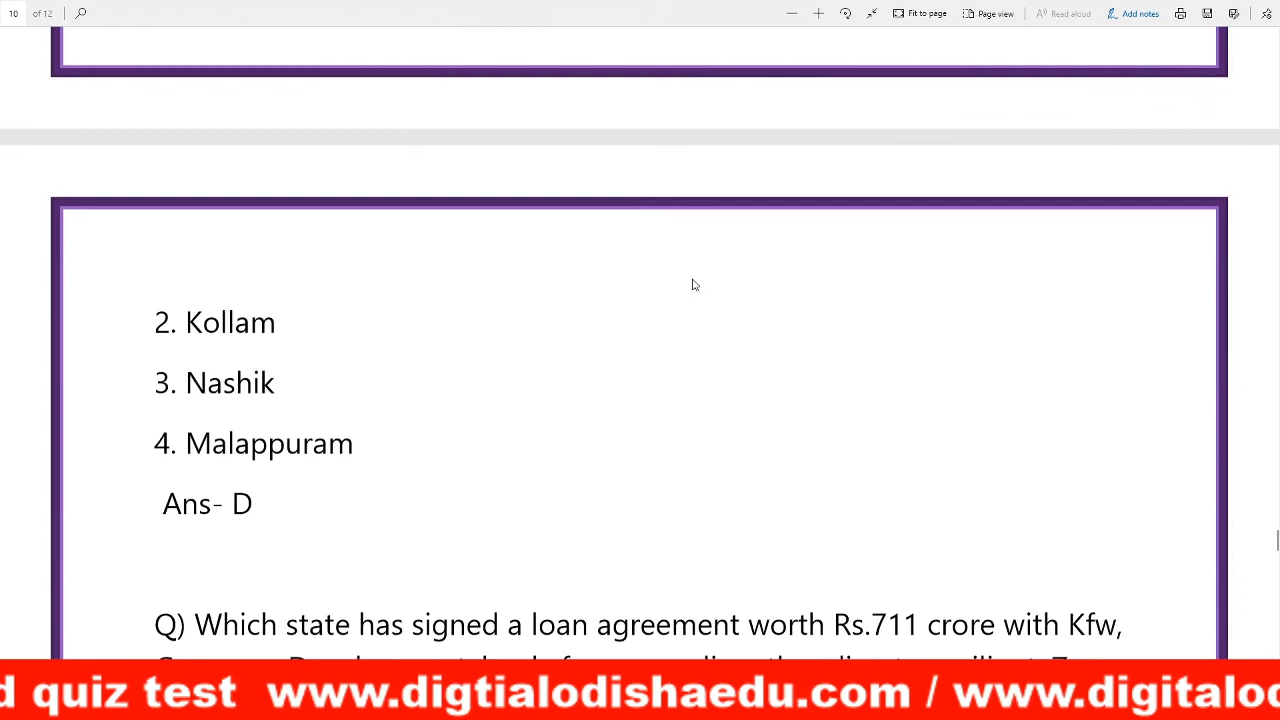 10 of 12
Fit to page
Page view
Read aloud
Add notes
2. Kollam
3. Nashik
4. Malappuram
Ans- D
Q) Which state has signed a loan agreement worth Rs.711 crore with Kfw,
d quiz test www.digtialodishaedu.com / www.digitalod